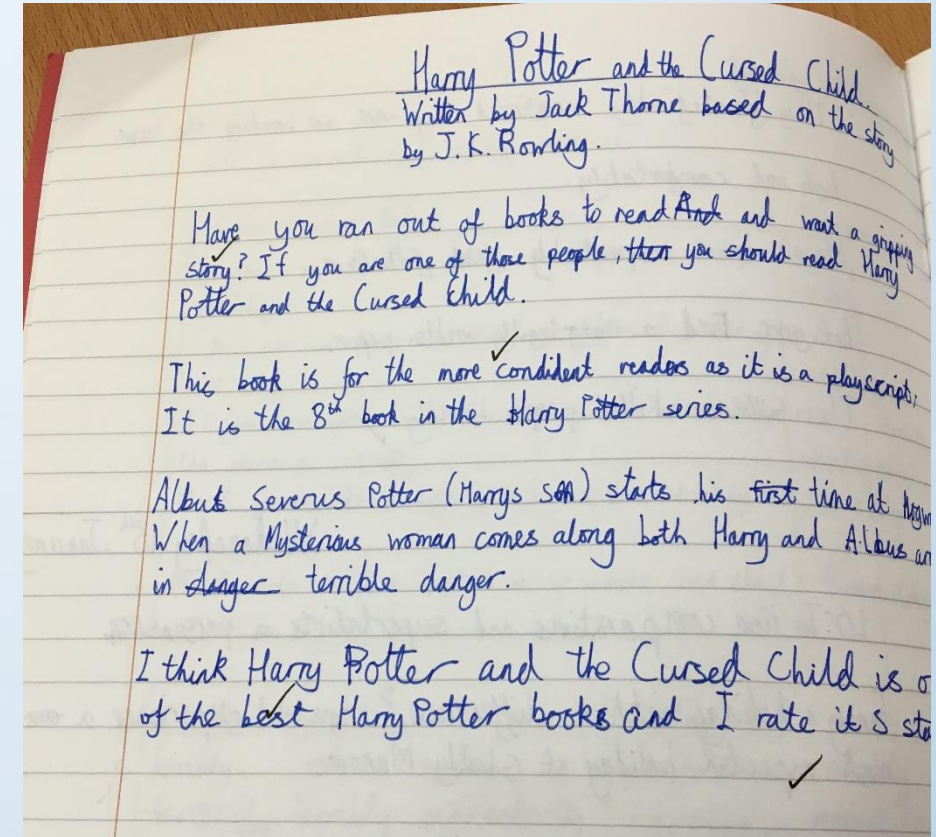 Harry Potter and the Cursed Child.
Written by Jack Thorne based on the story
by J.K. Rowling.
Have you ran out of books to read And and want a gripping
story? If you are one of those people, then you should read Harry
Potter and the Cursed Child.
This book is for the more condident readers as it is a playscript.
It is the 8th book in the Harry Potter series.
Albus Severus Potter (Harrys son) starts his first time at Hogw
When a Mysterious woman comes along both Harry and Albus ar
in danger terrible danger.
I think Harry Potter and the Cursed Child is o
of the best Harry Potter books and I rate it 5 sta